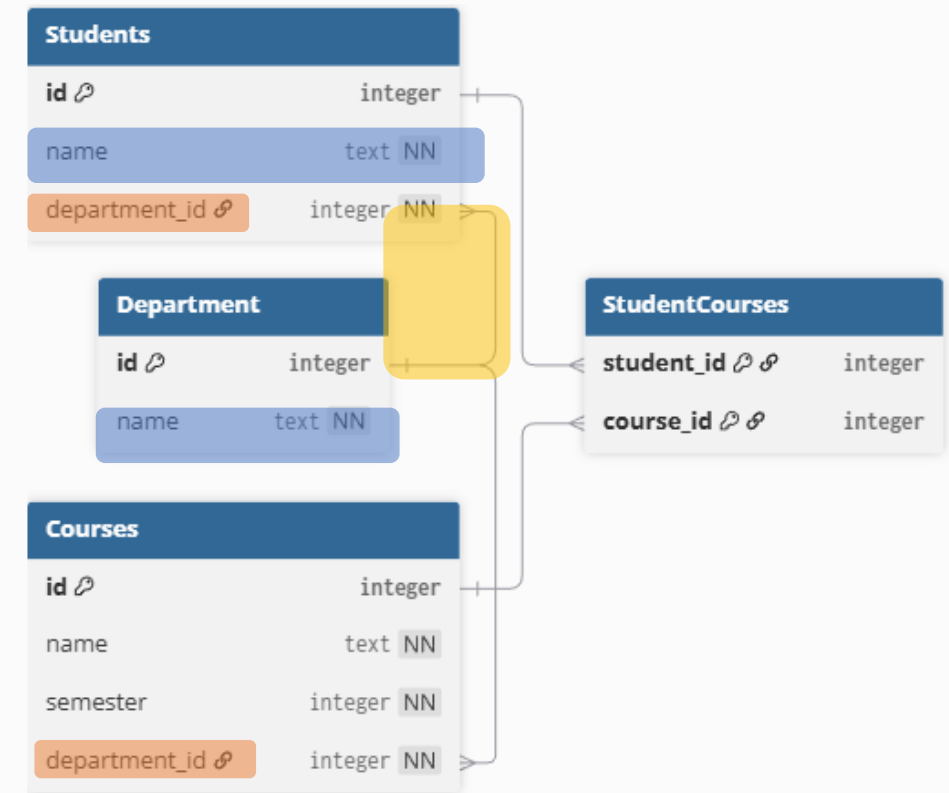 Students
id integer
name text NN
department_id integer NN
Department
id integer
name text NN
StudentCourses
student_id integer
course_id integer
Courses
id integer
name text NN
semester integer NN
department_id integer NN